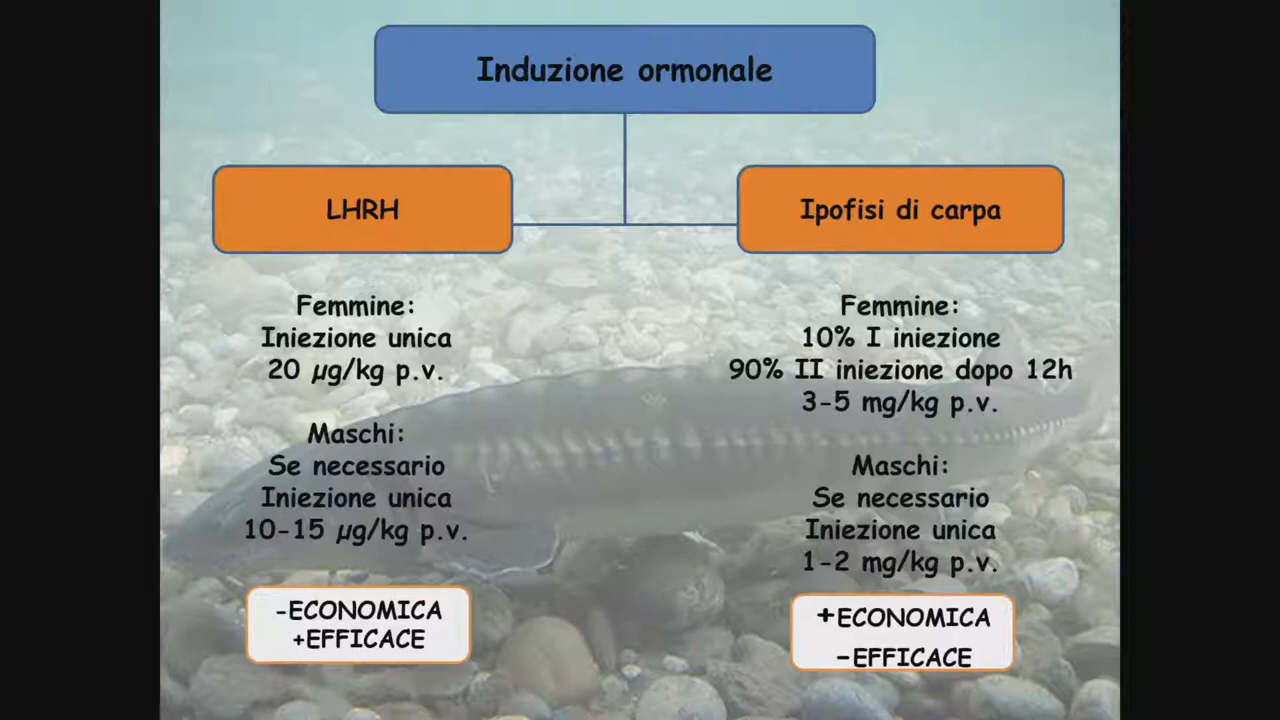 Induzione ormonale
LHRH
Femmine:
Iniezione unica
20 µg/kg p.v.
Maschi:
Se necessario
Iniezione unica
10-15 µg/kg p.v.
-ECONOMICA
+EFFICACE
Ipofisi di carpa
Femmine:
10% I iniezione
90% II iniezione dopo 12h
3-5 mg/kg p.v.
Maschi:
Se necessario
Iniezione unica
1-2 mg/kg p.v.
+ECONOMICA
-EFFICACE